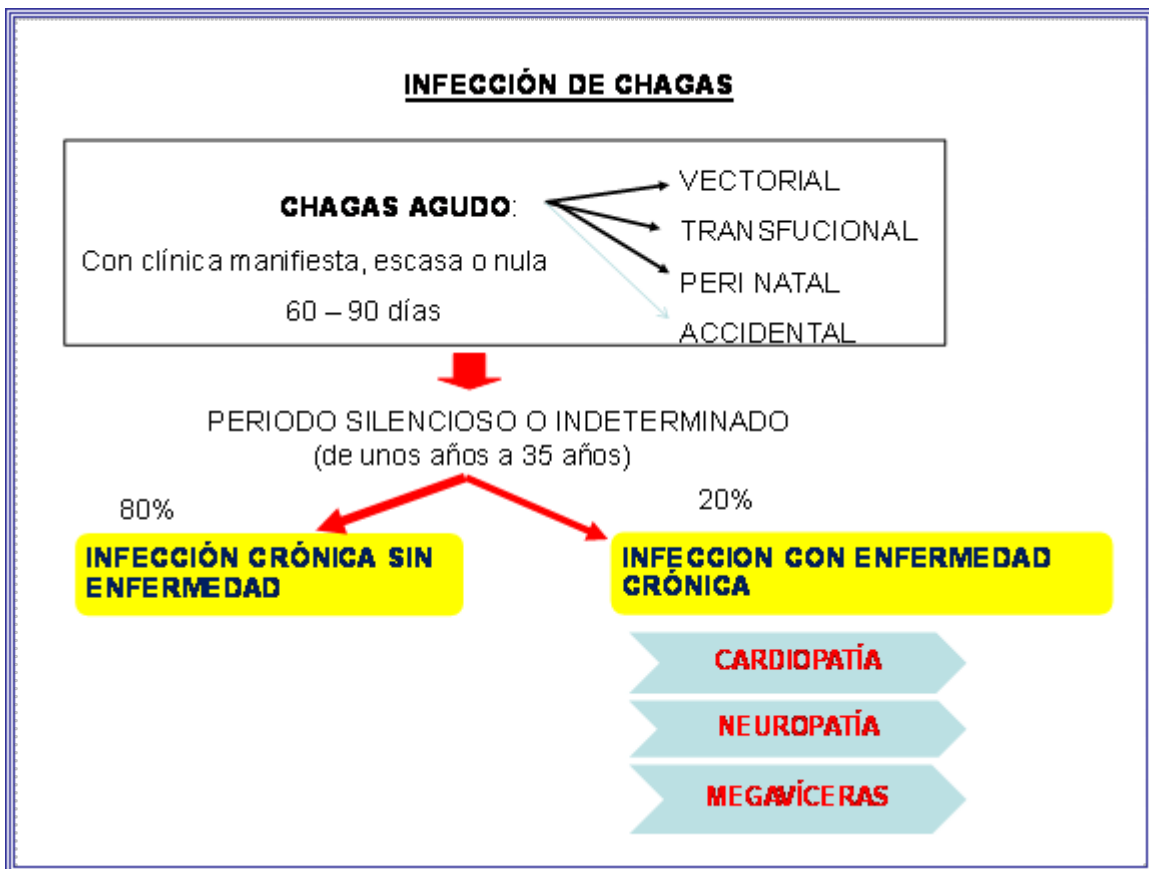 INFECCIÓN DE CHAGAS
CHAGAS AGUDO:
Con clínica manifiesta, escasa o nula
60 – 90 días
VECTORIAL
TRANSFUCIONAL
PERI NATAL
ACCIDENTAL
PERIODO SILENCIOSO O INDETERMINADO
(de unos años a 35 años)
80%
INFECCIÓN CRÓNICA SIN
ENFERMEDAD
20%
INFECCION CON ENFERMEDAD
CRÓNICA
CARDIOPATÍA
NEUROPATÍA
MEGAVÍCERAS